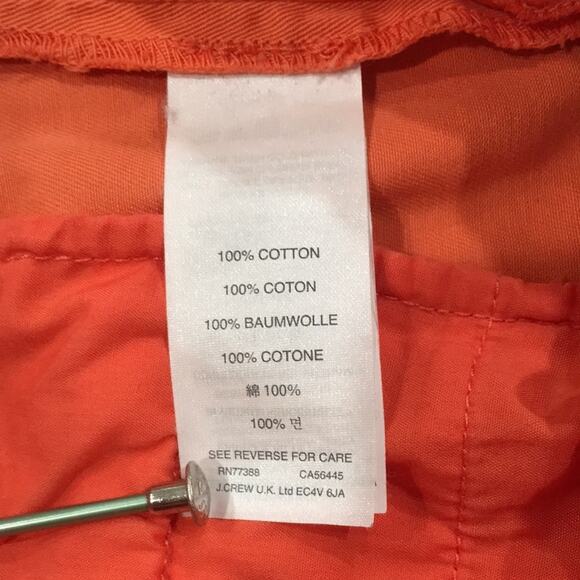 100% COTTON
100% COTON
100% BAUMWOLLE
100% COTONE
綿 100%
100% 면
SEE REVERSE FOR CARE
RN77388 CA56445
J.CREW U.K. Ltd EC4V 6JA